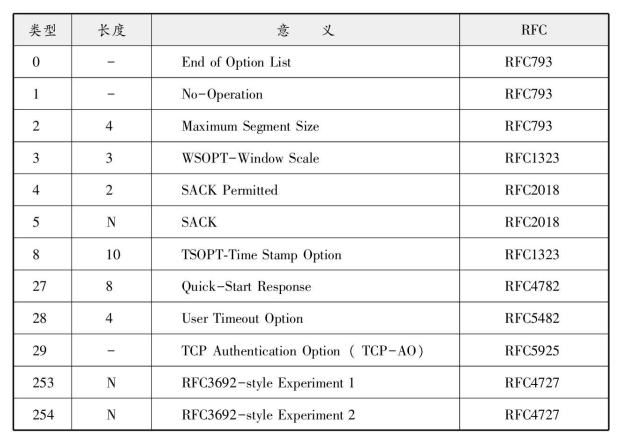 类型 长度 意 义 RFC
0 - End of Option List RFC793
1 - No-Operation RFC793
2 4 Maximum Segment Size RFC793
3 3 WSOPT-Window Scale RFC1323
4 2 SACK Permitted RFC2018
5 N SACK RFC2018
8 10 TSOPT-Time Stamp Option RFC1323
27 8 Quick-Start Response RFC4782
28 4 User Timeout Option RFC5482
29 - TCP Authentication Option ( TCP-AO) RFC5925
253 N RFC3692-style Experiment 1 RFC4727
254 N RFC3692-style Experiment 2 RFC4727